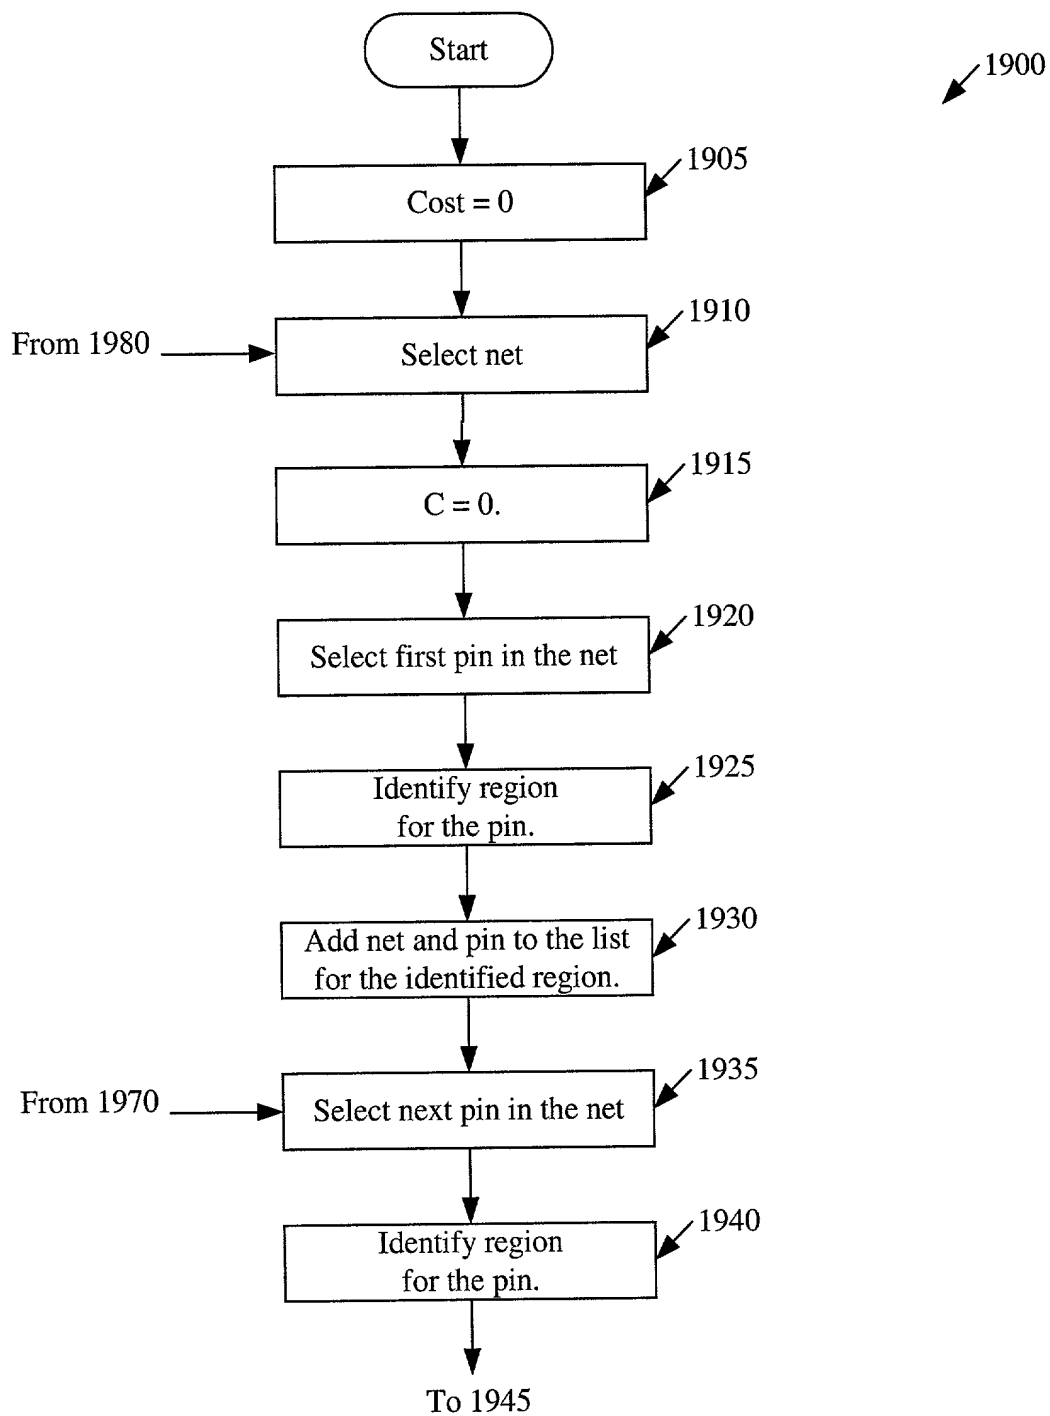 Start
1900
1905
Cost = 0
1910
From 1980
Select net
1915
C = 0.
1920
Select first pin in the net
1925
Identify region
for the pin.
1930
Add net and pin to the list
for the identified region.
1935
From 1970
Select next pin in the net
1940
Identify region
for the pin.
To 1945